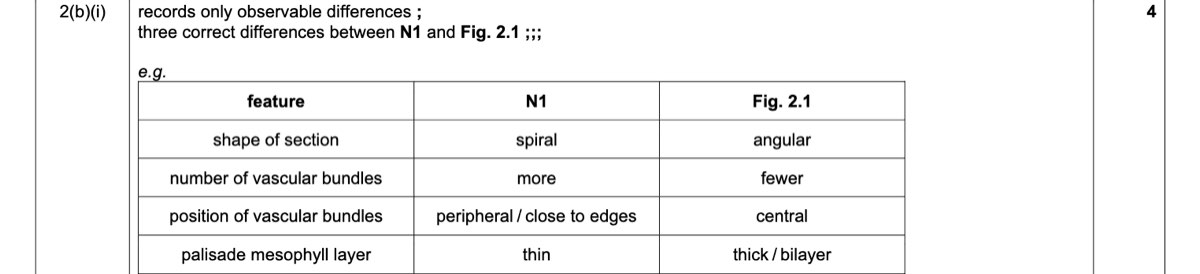 2(b)(i) records only observable differences ; 4
three correct differences between N1 and Fig. 2.1 ;;;
e.g.
feature N1 Fig. 2.1
shape of section spiral angular
number of vascular bundles more fewer
position of vascular bundles peripheral / close to edges central
palisade mesophyll layer thin thick / bilayer